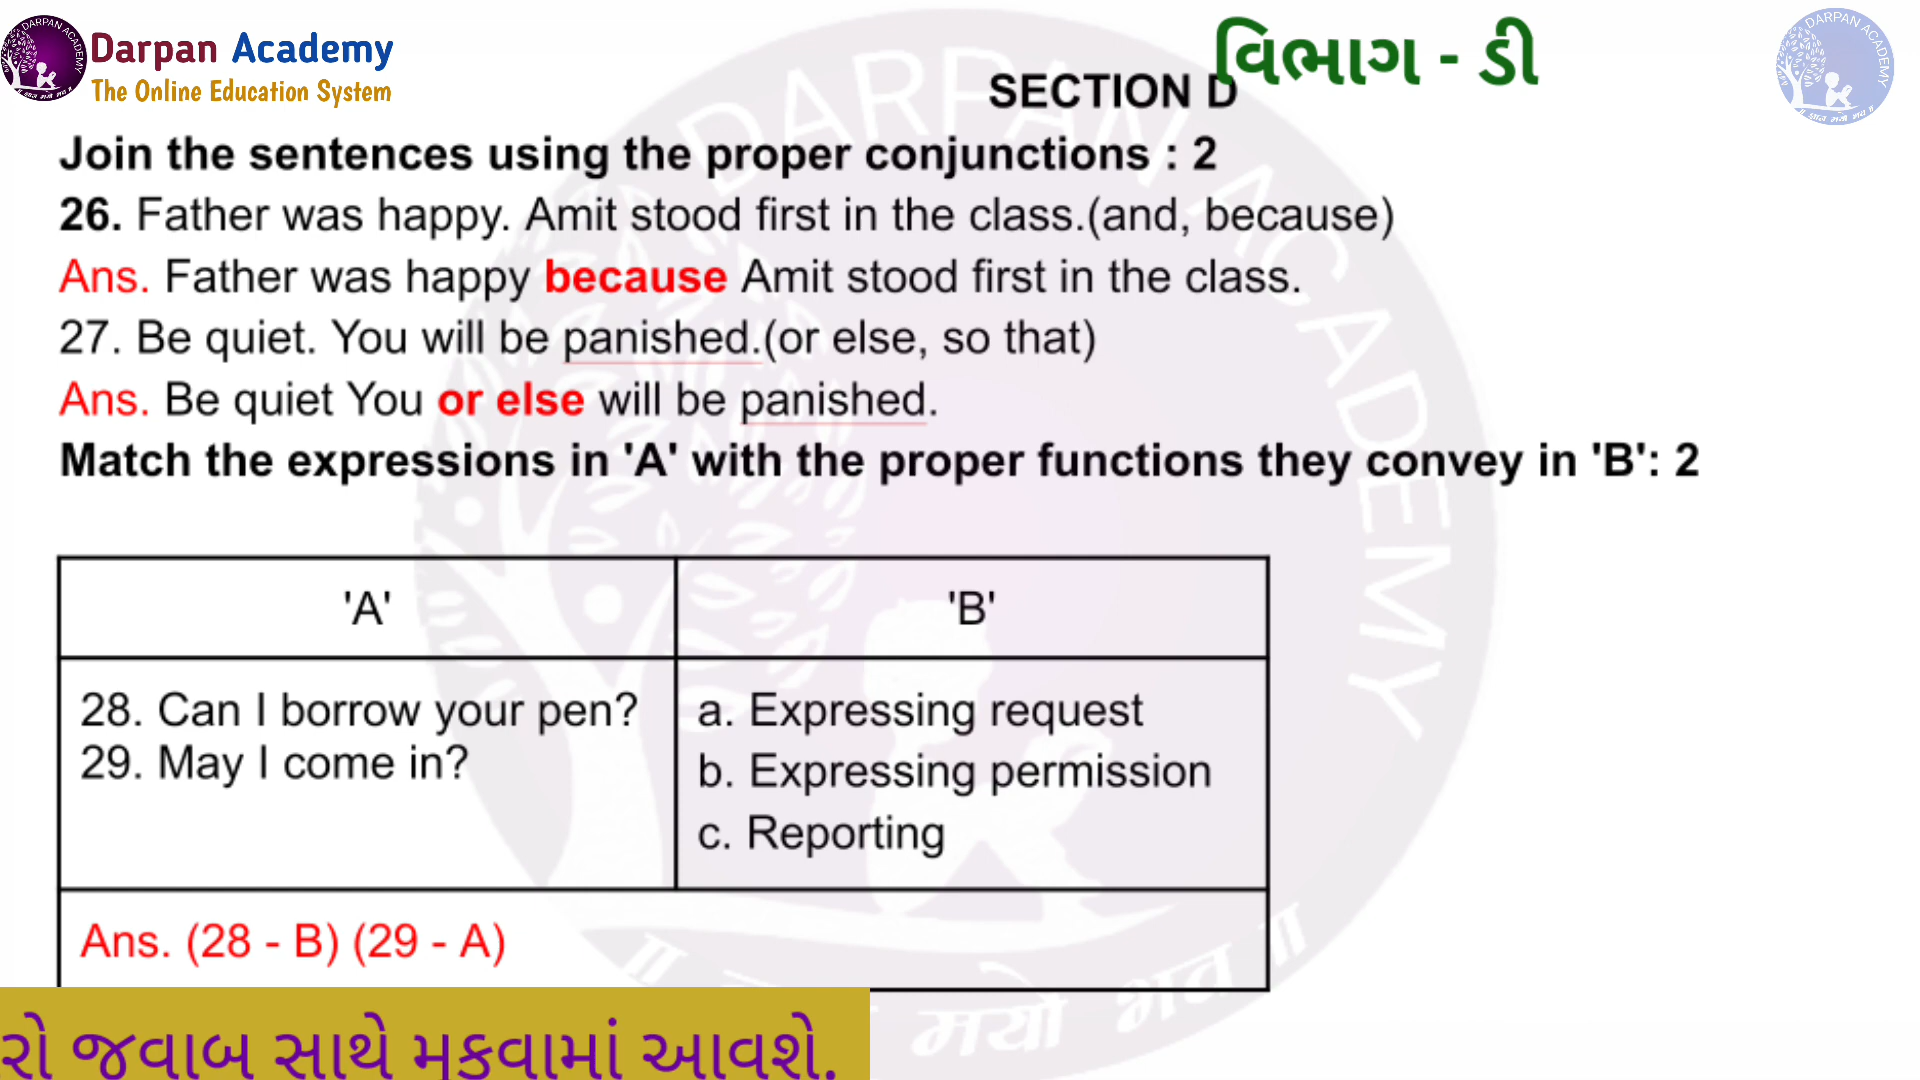 Darpan Academy
The Online Education System
વિભાગ - ડી
SECTION D
Join the sentences using the proper conjunctions : 2
26. Father was happy. Amit stood first in the class.(and, because)
Ans. Father was happy because Amit stood first in the class.
27. Be quiet. You will be panished.(or else, so that)
Ans. Be quiet You or else will be panished.
Match the expressions in 'A' with the proper functions they convey in 'B': 2
'A' 'B'
28. Can I borrow your pen? a. Expressing request
29. May I come in? b. Expressing permission
c. Reporting
Ans. (28 - B) (29 - A)
DARPAN ACADEMY
જવાબ સાથે મુકવામાં આવશે.